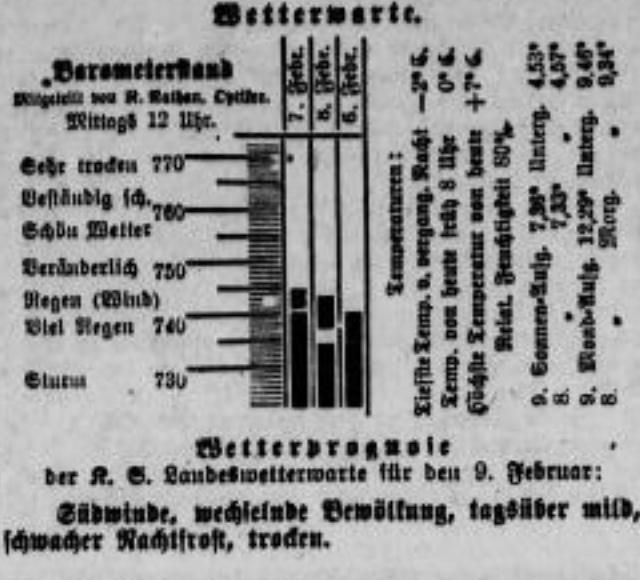 Wetterwarte.
Barometerstand
Mitgeteilt von R. Nathan, Optiker.
Mittags 12 Uhr.
7. Febr.
8. Febr.
6. Febr.
Sehr trocken 770
Beständig sch.
760
Schön Wetter
Veränderlich 750
Regen (Wind)
Viel Regen 740
Sturm 730
Temperaturen:
Tiefste Temp. v. vergang. Nacht —2° C.
Temp. von heute früh 8 Uhr 0° C.
Höchste Temperatur von heute +7° C.
Relat. Feuchtigkeit 80%.
9. Sonnen-Aufg. Unterg. 4,53°
8. " 7,33° " 4,57°
9. Mond-Aufg. 12,29° Unterg. 9,46°
8. " Morg. " 9,34°
Wetterprognose
der K. S. Landeswetterwarte für den 9. Februar:
Südwinde, wechselnde Bewölkung, tagsüber mild,
schwacher Nachtfrost, trocken.